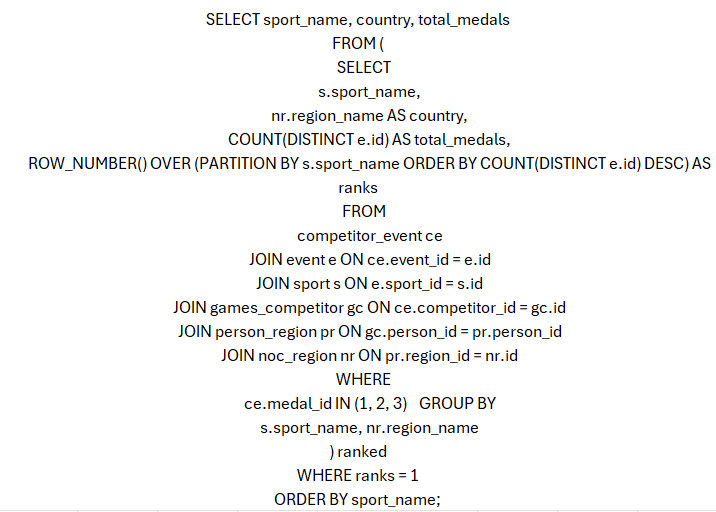 SELECT sport_name, country, total_medals
FROM (
SELECT
s.sport_name,
nr.region_name AS country,
COUNT(DISTINCT e.id) AS total_medals,
ROW_NUMBER() OVER (PARTITION BY s.sport_name ORDER BY COUNT(DISTINCT e.id) DESC) AS
ranks
FROM
competitor_event ce
JOIN event e ON ce.event_id = e.id
JOIN sport s ON e.sport_id = s.id
JOIN games_competitor gc ON ce.competitor_id = gc.id
JOIN person_region pr ON gc.person_id = pr.person_id
JOIN noc_region nr ON pr.region_id = nr.id
WHERE
ce.medal_id IN (1, 2, 3)   GROUP BY
s.sport_name, nr.region_name
) ranked
WHERE ranks = 1
ORDER BY sport_name;